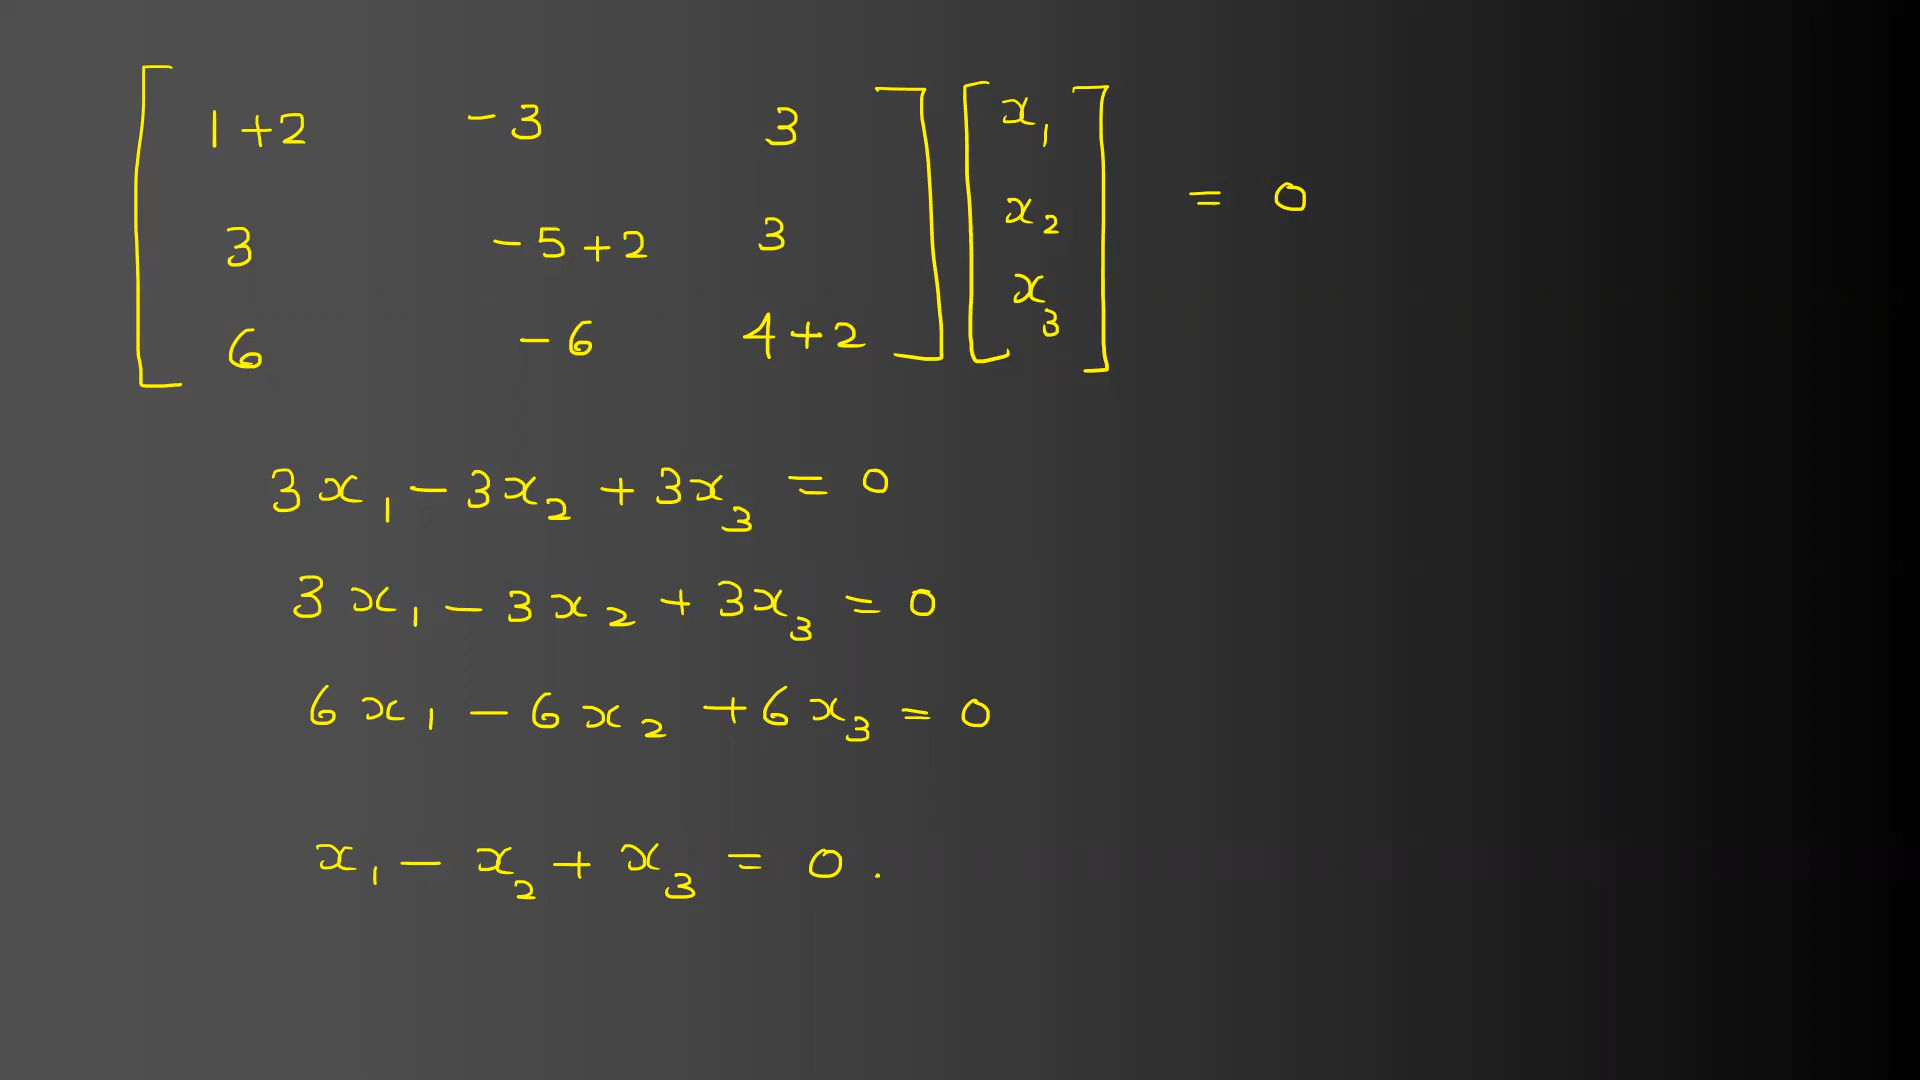 [ 1+2 -3 3 ] [ x₁ ]
[ 3 -5+2 3 ] [ x₂ ] = 0
[ 6 -6 4+2 ] [ x₃ ]
3x₁ - 3x₂ + 3x₃ = 0
3x₁ - 3x₂ + 3x₃ = 0
6x₁ - 6x₂ + 6x₃ = 0
x₁ - x₂ + x₃ = 0.